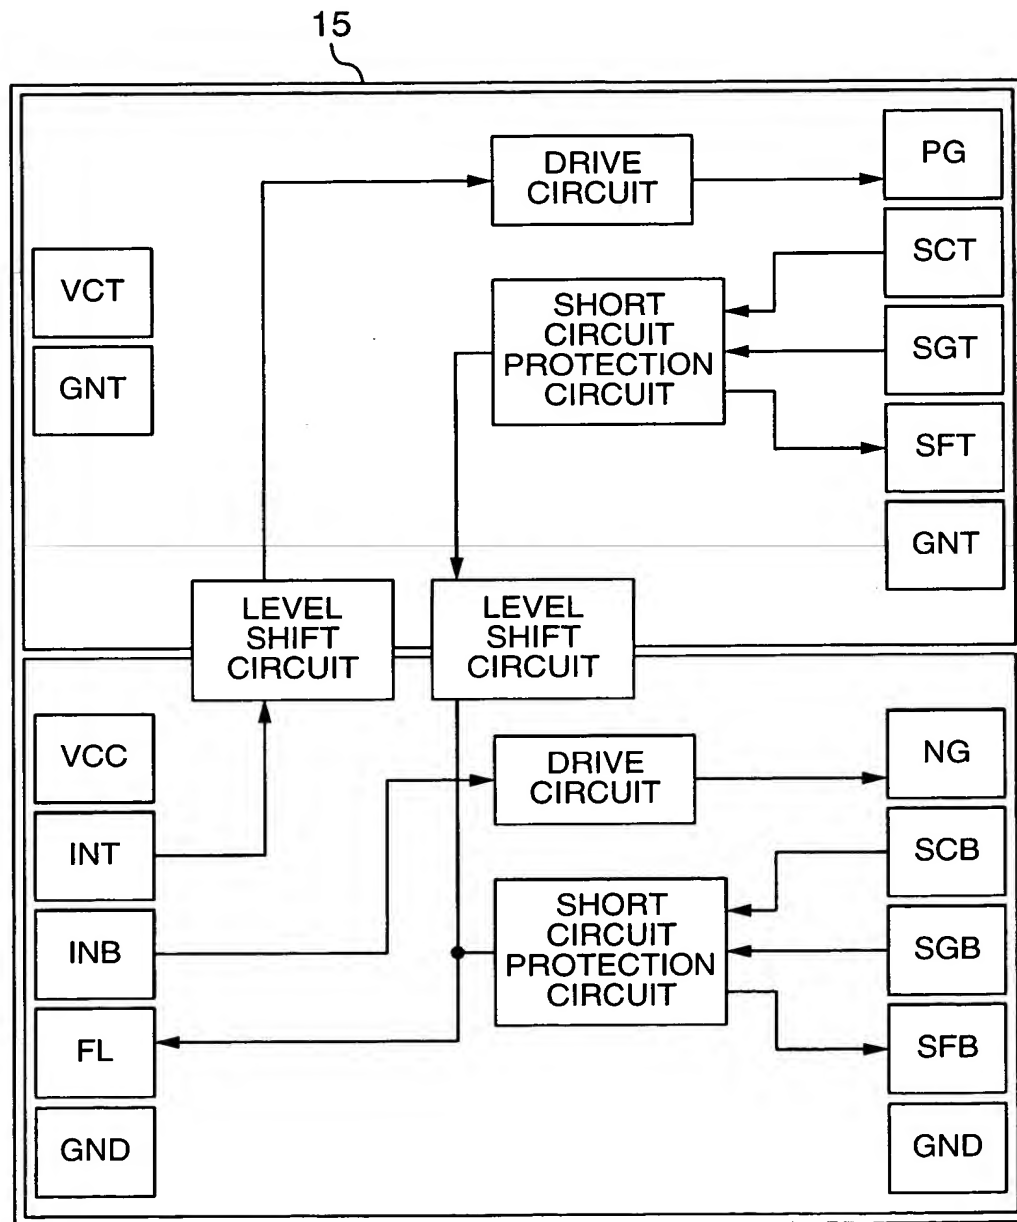 15
DRIVE
CIRCUIT
PG
SCT
VCT
SHORT
CIRCUIT
PROTECTION
CIRCUIT
SGT
GNT
SFT
GNT
LEVEL
SHIFT
CIRCUIT
LEVEL
SHIFT
CIRCUIT
VCC
DRIVE
CIRCUIT
NG
INT
SCB
INB
SHORT
CIRCUIT
PROTECTION
CIRCUIT
SGB
FL
SFB
GND
GND